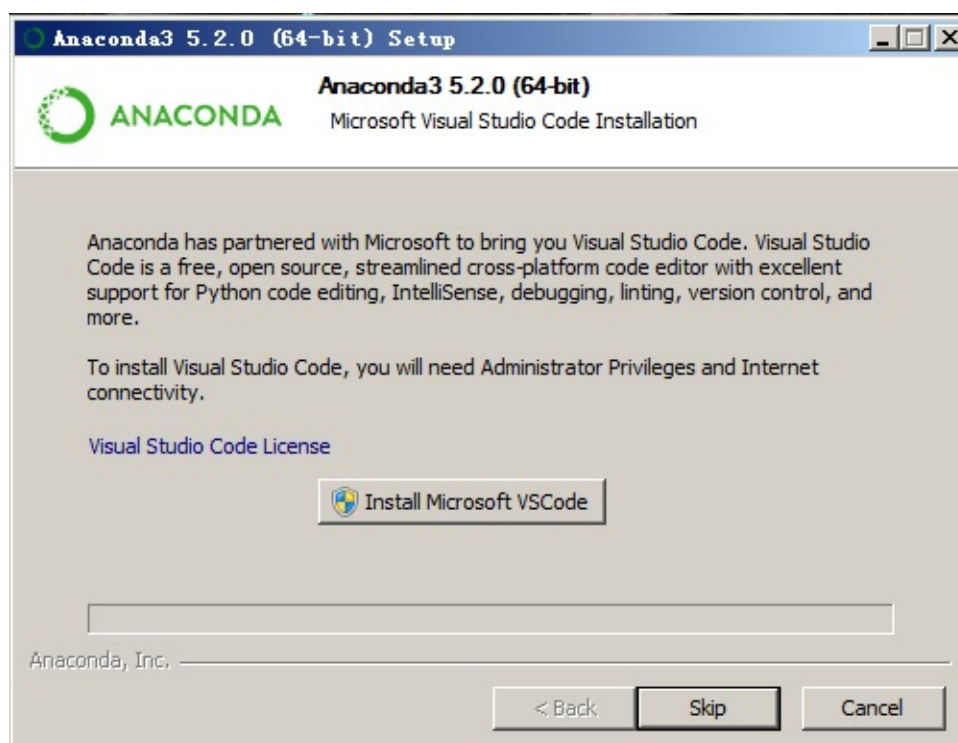 Anaconda3 5.2.0 (64-bit) Setup
ANACONDA
Anaconda3 5.2.0 (64-bit)
Microsoft Visual Studio Code Installation
Anaconda has partnered with Microsoft to bring you Visual Studio Code. Visual Studio
Code is a free, open source, streamlined cross-platform code editor with excellent
support for Python code editing, IntelliSense, debugging, linting, version control, and
more.
To install Visual Studio Code, you will need Administrator Privileges and Internet
connectivity.
Visual Studio Code License
Install Microsoft VSCode
Anaconda, Inc.
< Back
Skip
Cancel